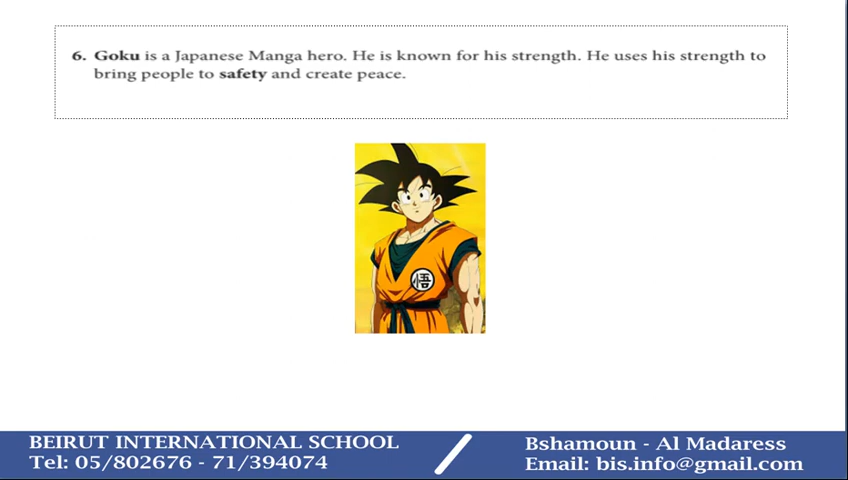 6. Goku is a Japanese Manga hero. He is known for his strength. He uses his strength to
bring people to safety and create peace.
悟
BEIRUT INTERNATIONAL SCHOOL
Tel: 05/802676 - 71/394074
Bshamoun - Al Madaress
Email: bis.info@gmail.com